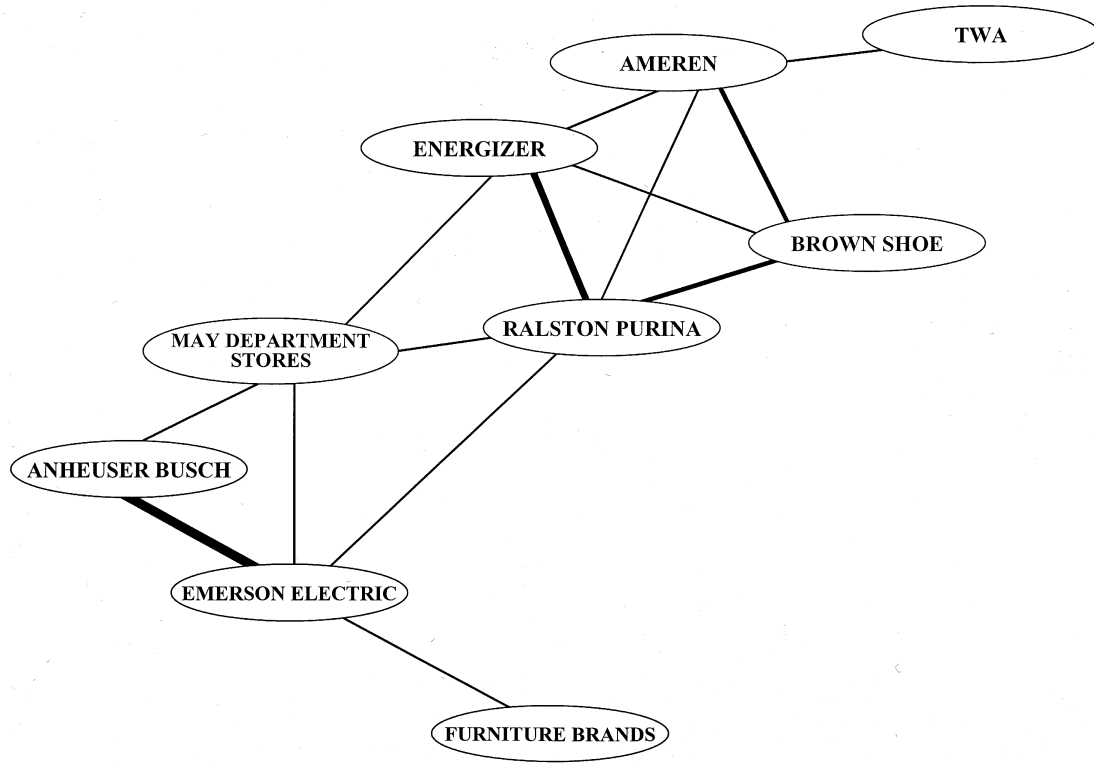 TWA
AMEREN
ENERGIZER
BROWN SHOE
RALSTON PURINA
MAY DEPARTMENT
STORES
ANHEUSER BUSCH
EMERSON ELECTRIC
FURNITURE BRANDS